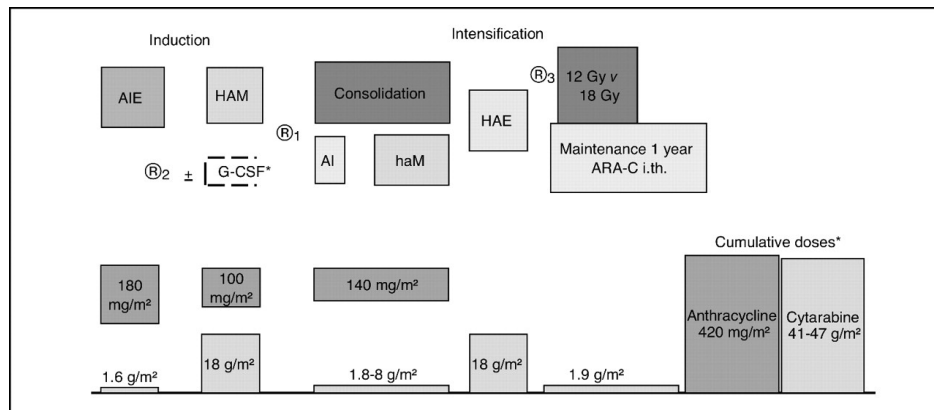 Induction
Intensification
AIE
HAM
Consolidation
HAE
Ⓡ3
12 Gy v
18 Gy
Ⓡ1
AI
haM
Maintenance 1 year
ARA-C i.th.
Ⓡ2 ±
G-CSF*
Cumulative doses*
180
mg/m²
100
mg/m²
140 mg/m²
Anthracycline
420 mg/m²
Cytarabine
41-47 g/m²
1.6 g/m²
18 g/m²
1.8-8 g/m²
18 g/m²
1.9 g/m²